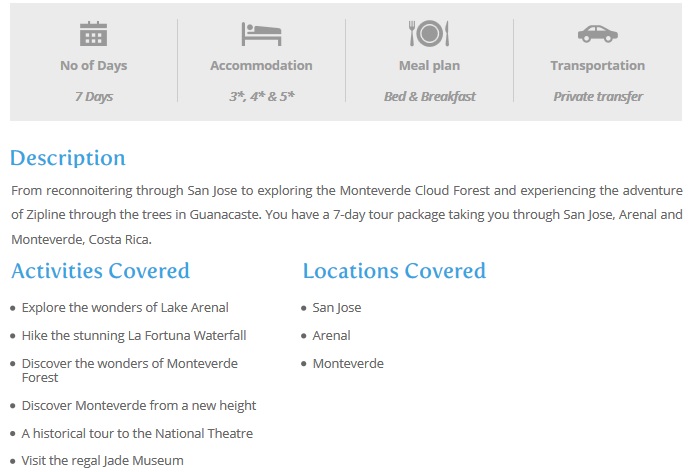 No of Days
Accommodation
Meal plan
Transportation
7 Days
3*, 4* & 5*
Bed & Breakfast
Private transfer
Description
From reconnoitering through San Jose to exploring the Monteverde Cloud Forest and experiencing the adventure
of Zipline through the trees in Guanacaste. You have a 7-day tour package taking you through San Jose, Arenal and
Monteverde, Costa Rica.
Activities Covered
• Explore the wonders of Lake Arenal
• Hike the stunning La Fortuna Waterfall
• Discover the wonders of Monteverde
Forest
• Discover Monteverde from a new height
• A historical tour to the National Theatre
• Visit the regal Jade Museum
Locations Covered
• San Jose
• Arenal
• Monteverde